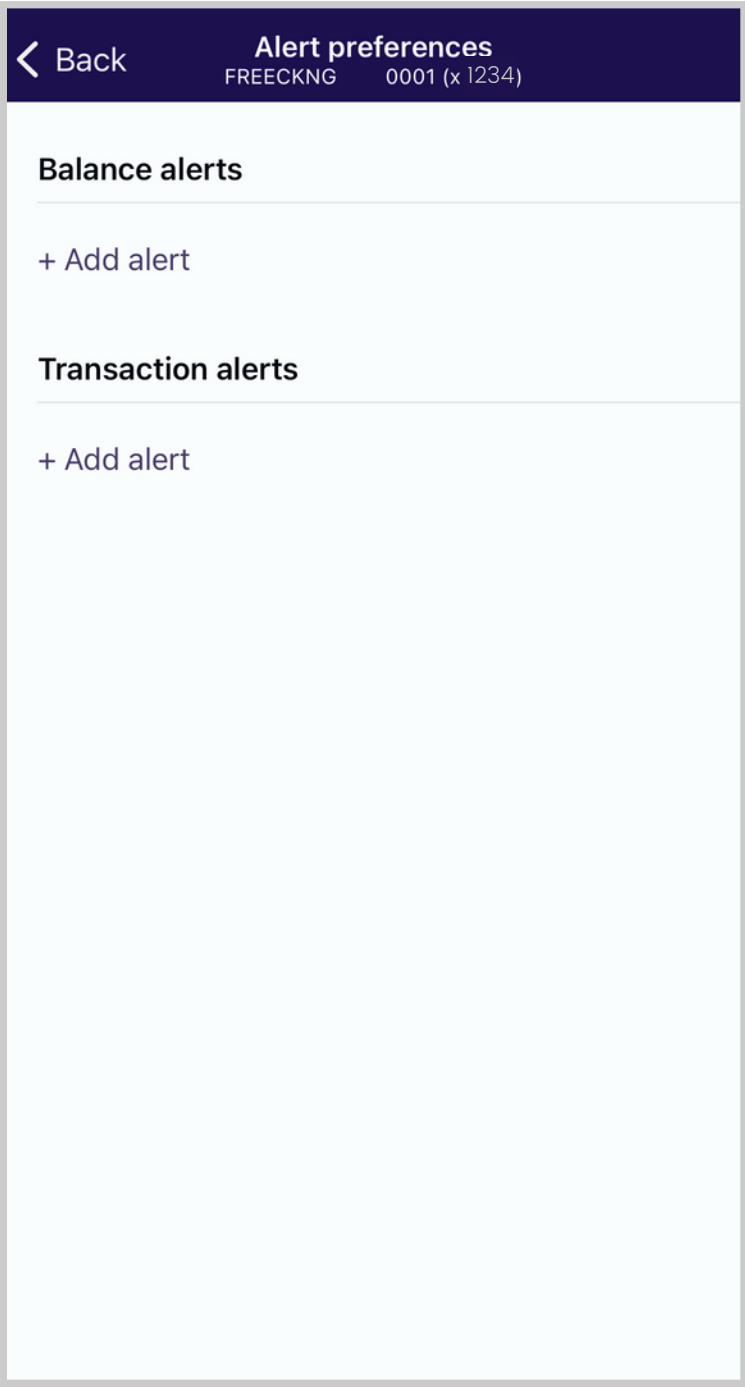 Back
Alert preferences
FREECKNG 0001 (x 1234)
Balance alerts
+ Add alert
Transaction alerts
+ Add alert